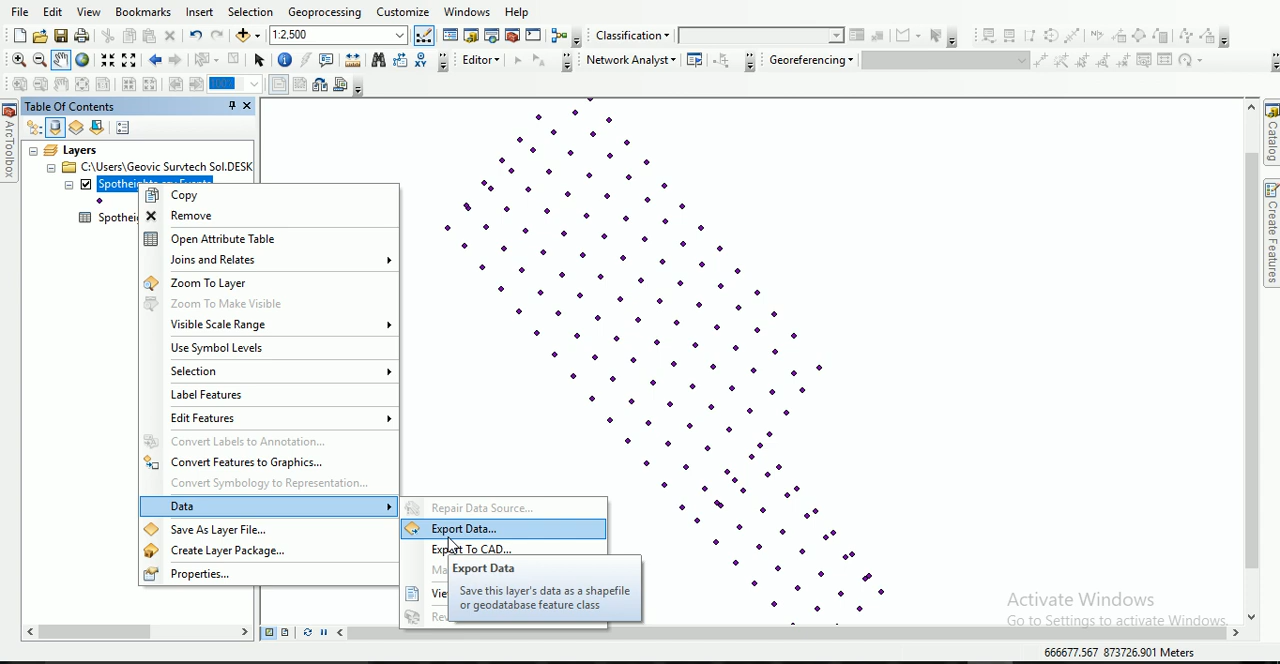 File Edit View Bookmarks Insert Selection Geoprocessing Customize Windows Help
1:2,500 Classification
Editor Network Analyst Georeferencing
100%
Table Of Contents
Layers
C:\Users\Geovic Survtech Sol.DESK
Copy
Remove
Open Attribute Table
Joins and Relates
Zoom To Layer
Zoom To Make Visible
Visible Scale Range
Use Symbol Levels
Selection
Label Features
Edit Features
Convert Labels to Annotation...
Convert Features to Graphics...
Convert Symbology to Representation...
Data
Save As Layer File...
Create Layer Package...
Properties...
Repair Data Source...
Export Data...
Export To CAD...
Export Data
Save this layer's data as a shapefile
or geodatabase feature class
ArcToolbox
Catalog
Create Features
Activate Windows
Go to Settings to activate Windows.
666677.567 873726.901 Meters